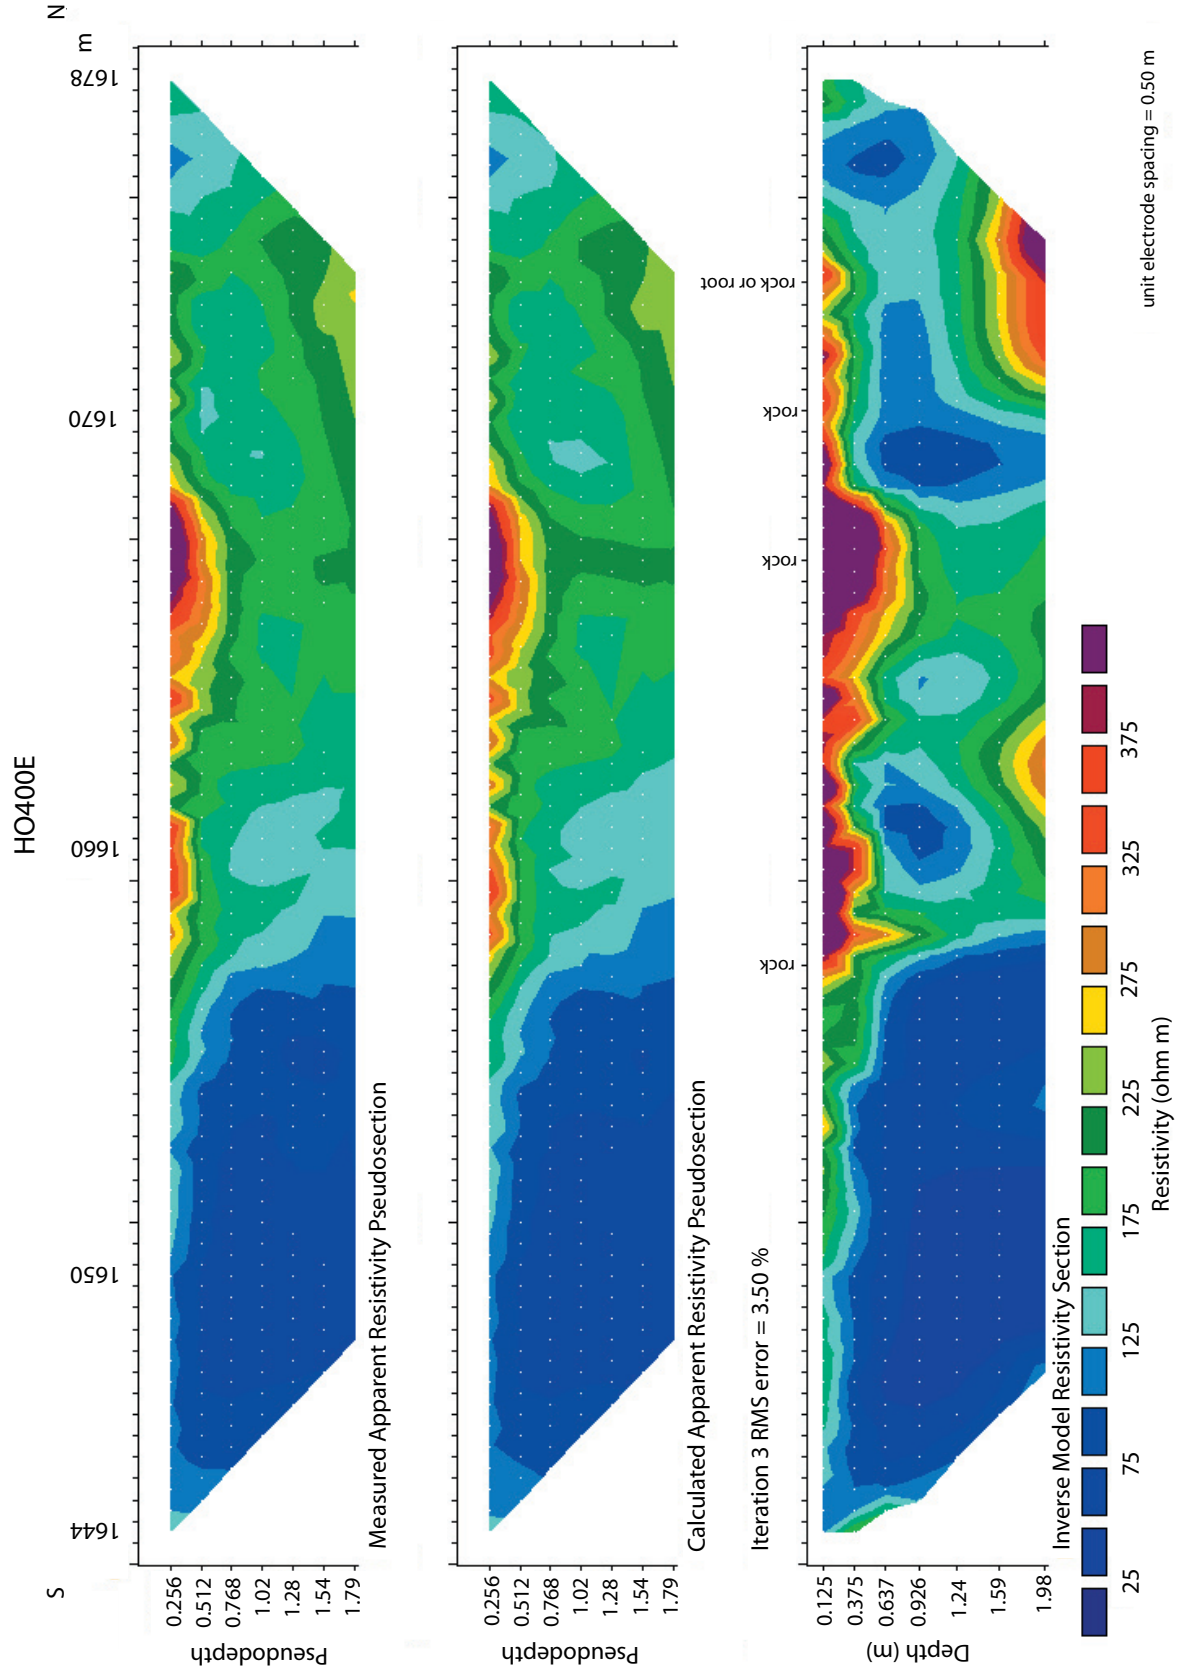 HO400E
S
N
1644
1650
1660
1670
1678
m
Pseudodepth
0.256
0.512
0.768
1.02
1.28
1.54
1.79
Measured Apparent Resistivity Pseudosection
Pseudodepth
0.256
0.512
0.768
1.02
1.28
1.54
1.79
Calculated Apparent Resistivity Pseudosection
Iteration 3 RMS error = 3.50 %
rock
rock
rock
rock or root
Depth (m)
0.125
0.375
0.637
0.926
1.24
1.59
1.98
Inverse Model Resistivity Section
25
75
125
175
225
275
325
375
Resistivity (ohm m)
unit electrode spacing = 0.50 m